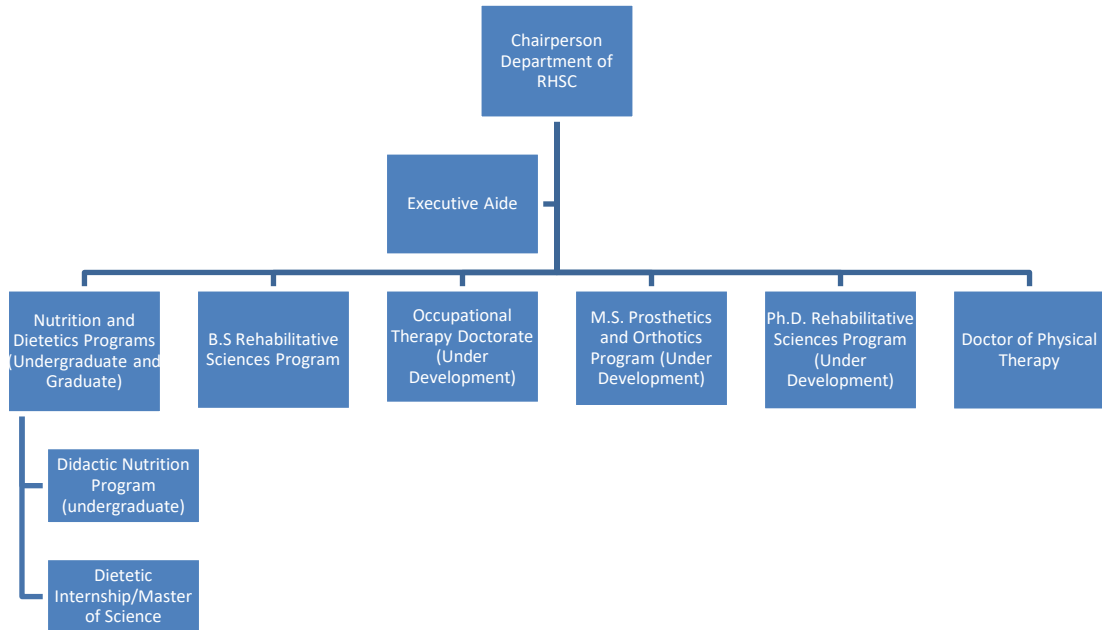 Chairperson
Department of
RHSC
Executive Aide
Nutrition and
Dietetics Programs
(Undergraduate and
Graduate)
B.S Rehabilitative
Sciences Program
Occupational
Therapy Doctorate
(Under
Development)
M.S. Prosthetics
and Orthotics
Program (Under
Development)
Ph.D. Rehabilitative
Sciences Program
(Under
Development)
Doctor of Physical
Therapy
Didactic Nutrition
Program
(undergraduate)
Dietetic
Internship/Master
of Science